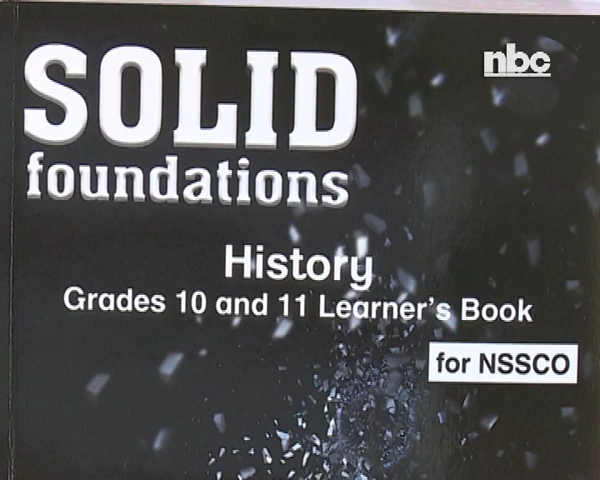 nbc
SOLID
foundations
History
Grades 10 and 11 Learner's Book
for NSSCO